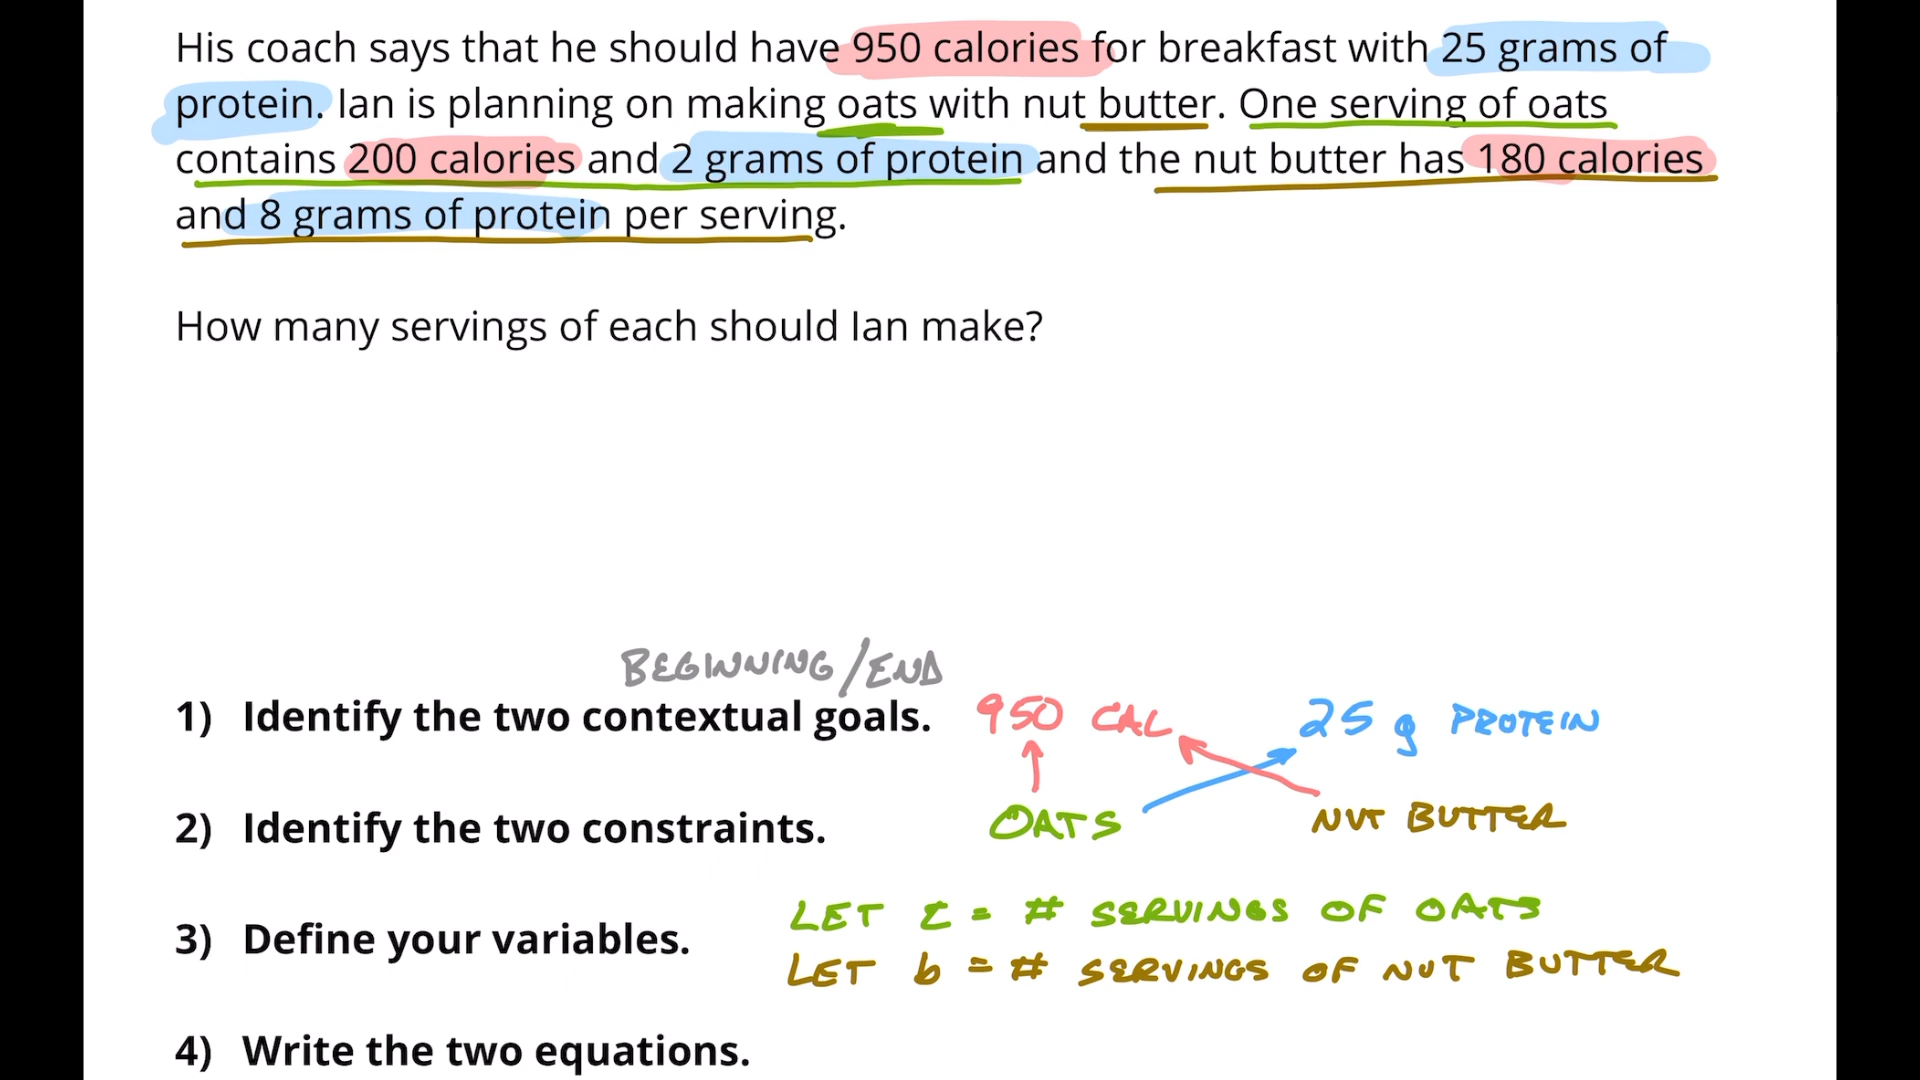 His coach says that he should have 950 calories for breakfast with 25 grams of
protein. Ian is planning on making oats with nut butter. One serving of oats
contains 200 calories and 2 grams of protein and the nut butter has 180 calories
and 8 grams of protein per serving.
How many servings of each should Ian make?
BEGINNING/END
1) Identify the two contextual goals. 950 CAL 25 g PROTEIN
2) Identify the two constraints. OATS NUT BUTTER
LET t = # SERVINGS OF OATS
3) Define your variables.
LET b = # SERVINGS OF NUT BUTTER
4) Write the two equations.